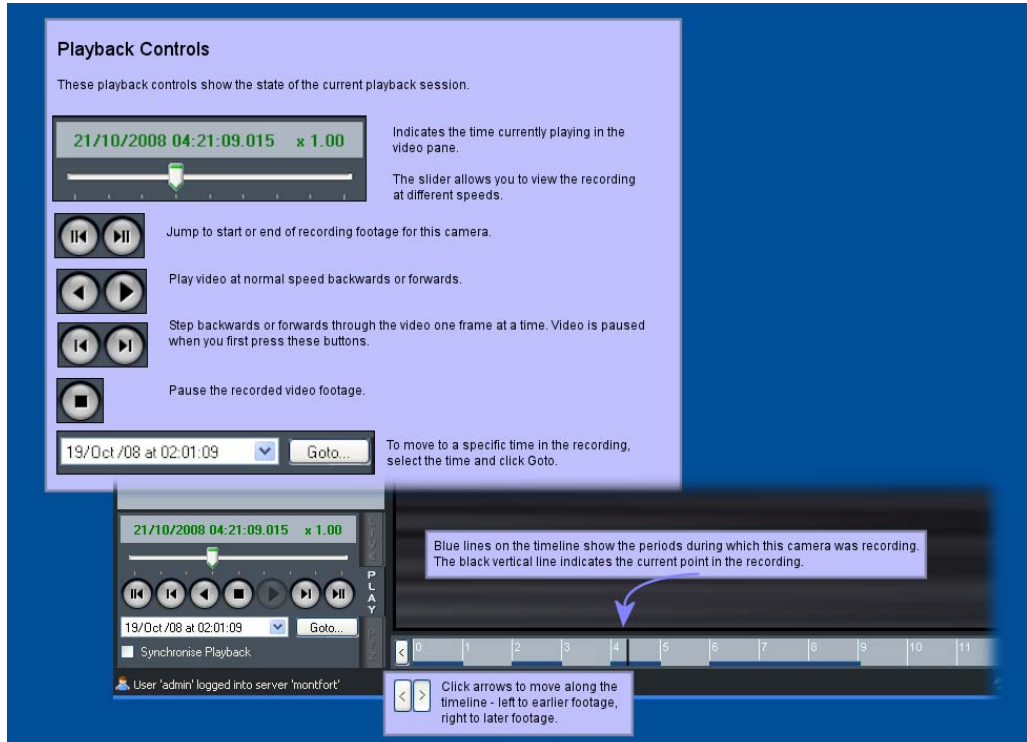 Playback Controls
These playback controls show the state of the current playback session.
21/10/2008 04:21:09.015 x 1.00
Indicates the time currently playing in the
video pane.
The slider allows you to view the recording
at different speeds.
Jump to start or end of recording footage for this camera.
Play video at normal speed backwards or forwards.
Step backwards or forwards through the video one frame at a time. Video is paused
when you first press these buttons.
Pause the recorded video footage.
19/Oct /08 at 02:01:09 Goto...
To move to a specific time in the recording,
select the time and click Goto.
21/10/2008 04:21:09.015 x 1.00
LIVE
PLAY
PTZ
19/Oct /08 at 02:01:09 Goto...
Synchronise Playback
User 'admin' logged into server 'montfort'
Blue lines on the timeline show the periods during which this camera was recording.
The black vertical line indicates the current point in the recording.
0 1 2 3 4 5 6 7 8 9 10 11
Click arrows to move along the
timeline - left to earlier footage,
right to later footage.